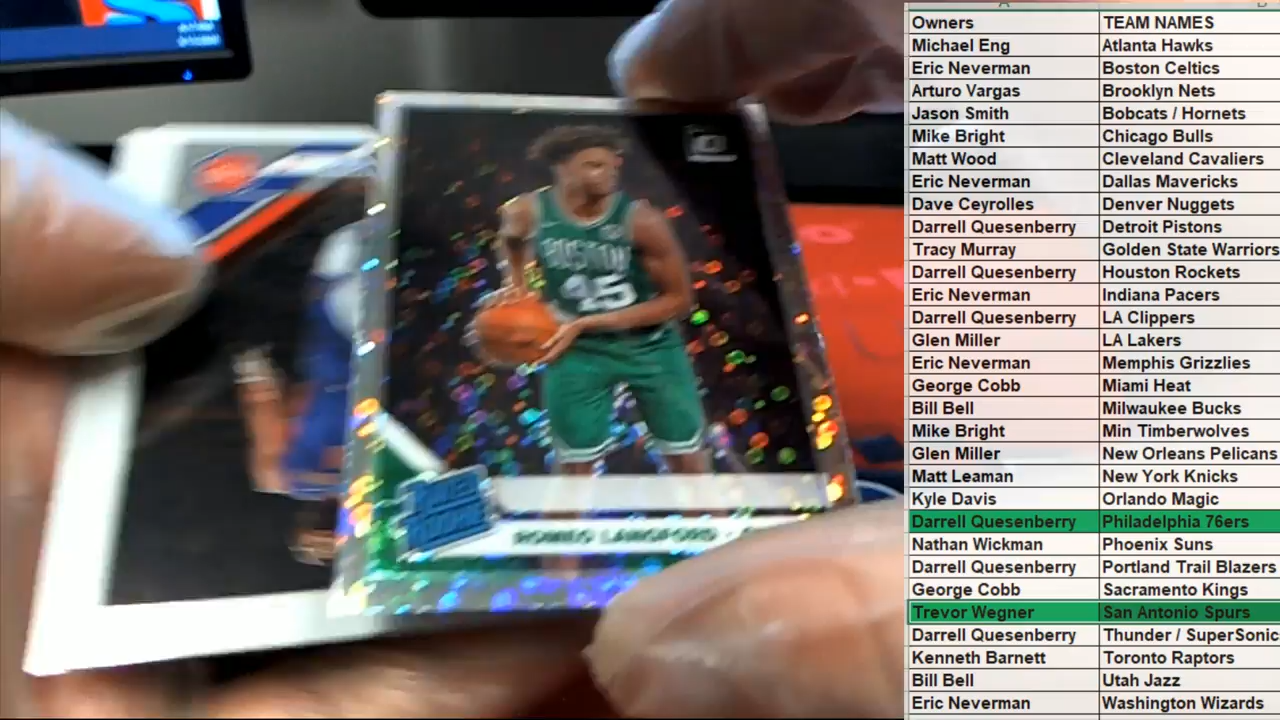 BOSTON
45
RATED
ROOKIE
ROMEO LANGFORD
Owners TEAM NAMES
Michael Eng Atlanta Hawks
Eric Neverman Boston Celtics
Arturo Vargas Brooklyn Nets
Jason Smith Bobcats / Hornets
Mike Bright Chicago Bulls
Matt Wood Cleveland Cavaliers
Eric Neverman Dallas Mavericks
Dave Ceyrolles Denver Nuggets
Darrell Quesenberry Detroit Pistons
Tracy Murray Golden State Warriors
Darrell Quesenberry Houston Rockets
Eric Neverman Indiana Pacers
Darrell Quesenberry LA Clippers
Glen Miller LA Lakers
Eric Neverman Memphis Grizzlies
George Cobb Miami Heat
Bill Bell Milwaukee Bucks
Mike Bright Min Timberwolves
Glen Miller New Orleans Pelicans
Matt Leaman New York Knicks
Kyle Davis Orlando Magic
Darrell Quesenberry Philadelphia 76ers
Nathan Wickman Phoenix Suns
Darrell Quesenberry Portland Trail Blazers
George Cobb Sacramento Kings
Trevor Wegner San Antonio Spurs
Darrell Quesenberry Thunder / SuperSonic
Kenneth Barnett Toronto Raptors
Bill Bell Utah Jazz
Eric Neverman Washington Wizards